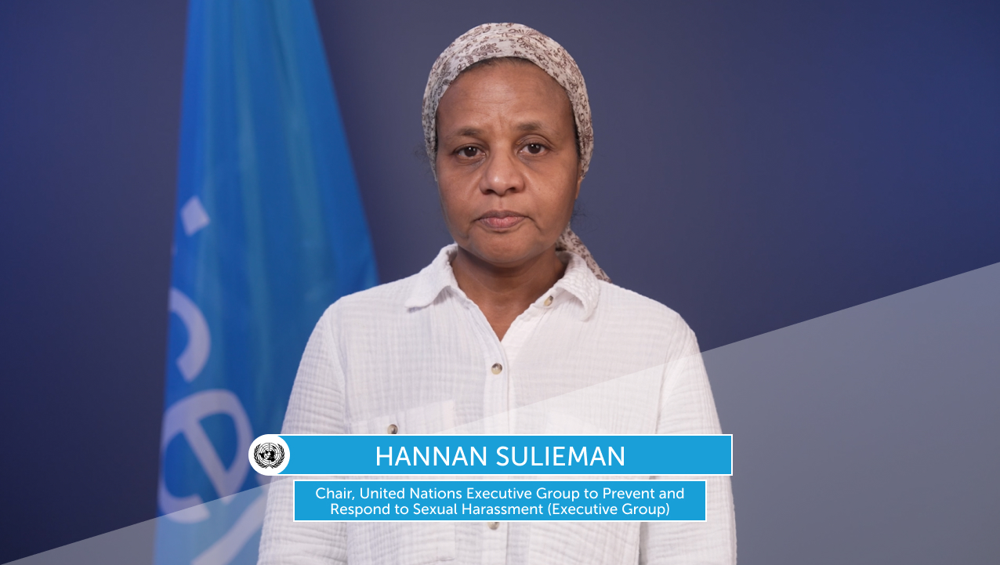 HANNAN SULIEMAN
Chair, United Nations Executive Group to Prevent and
Respond to Sexual Harassment (Executive Group)